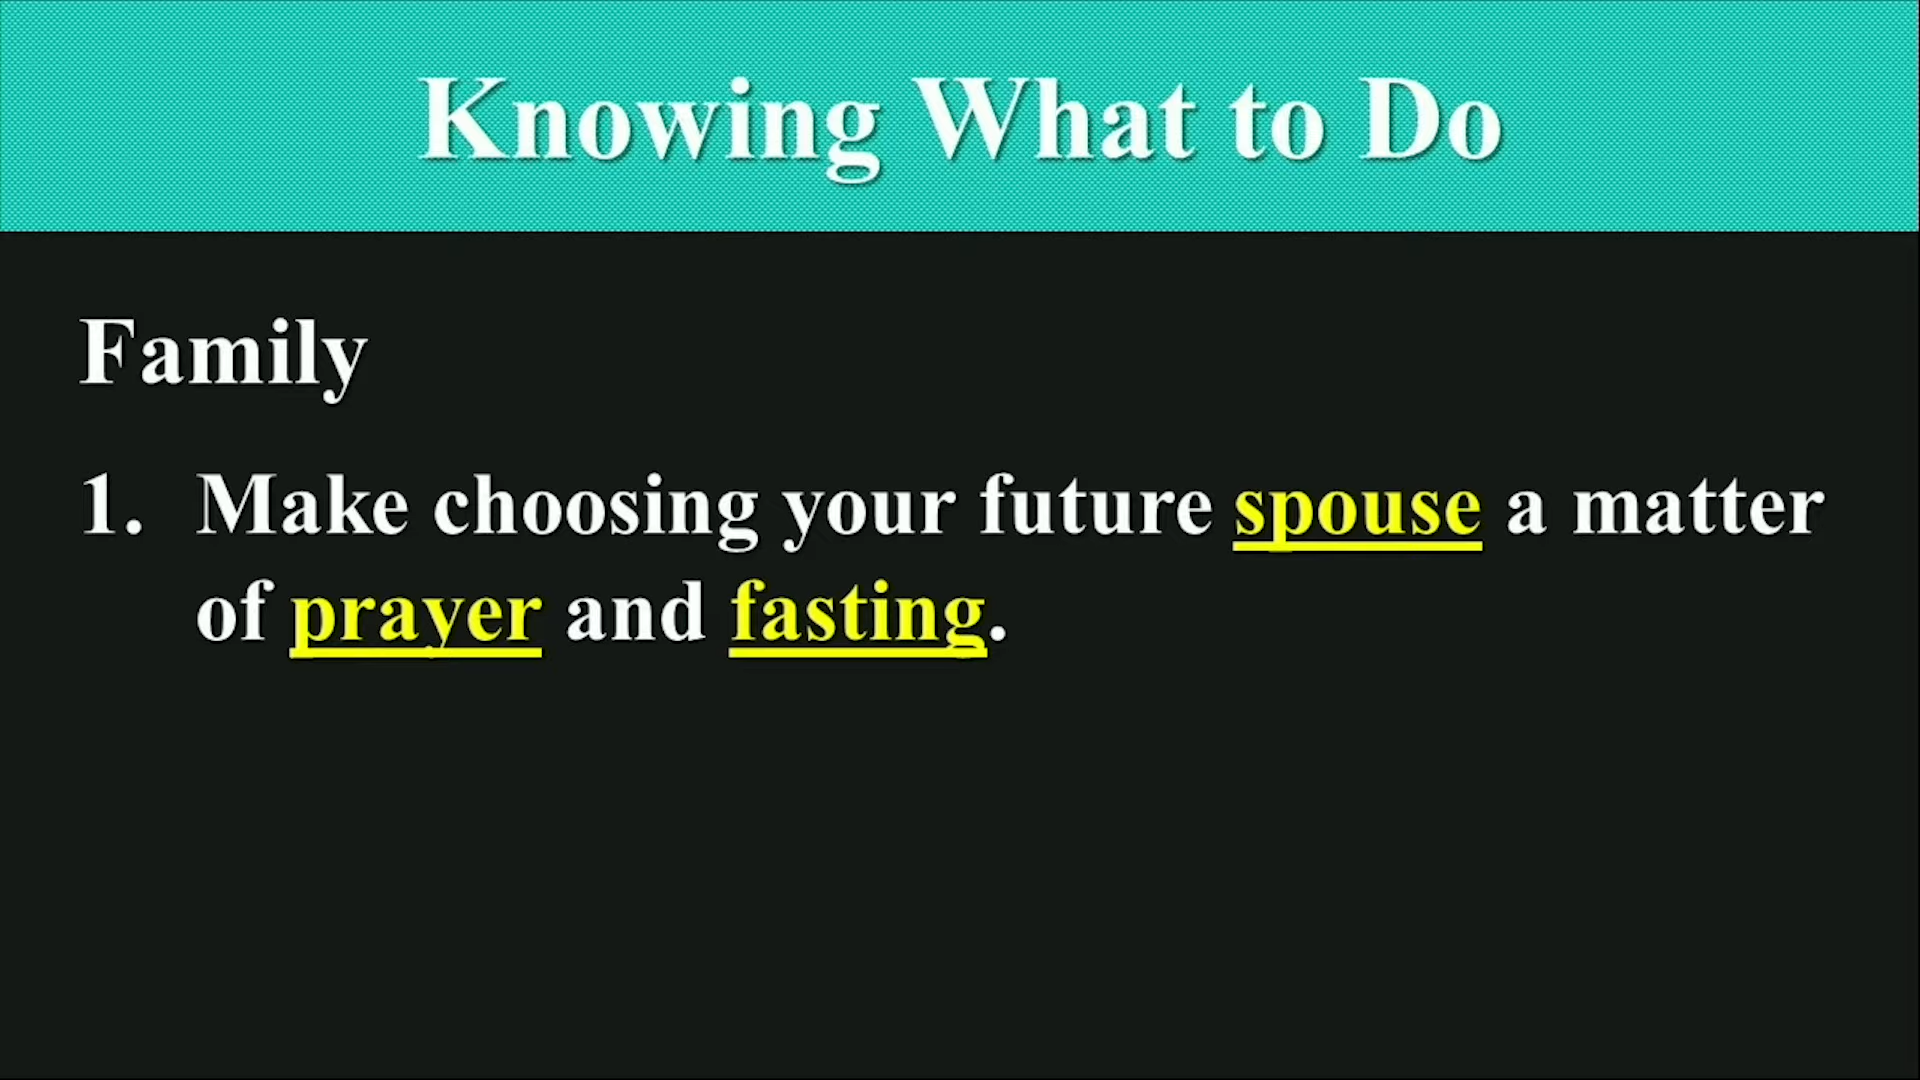 Knowing What to Do
Family
1. Make choosing your future spouse a matter
of prayer and fasting.